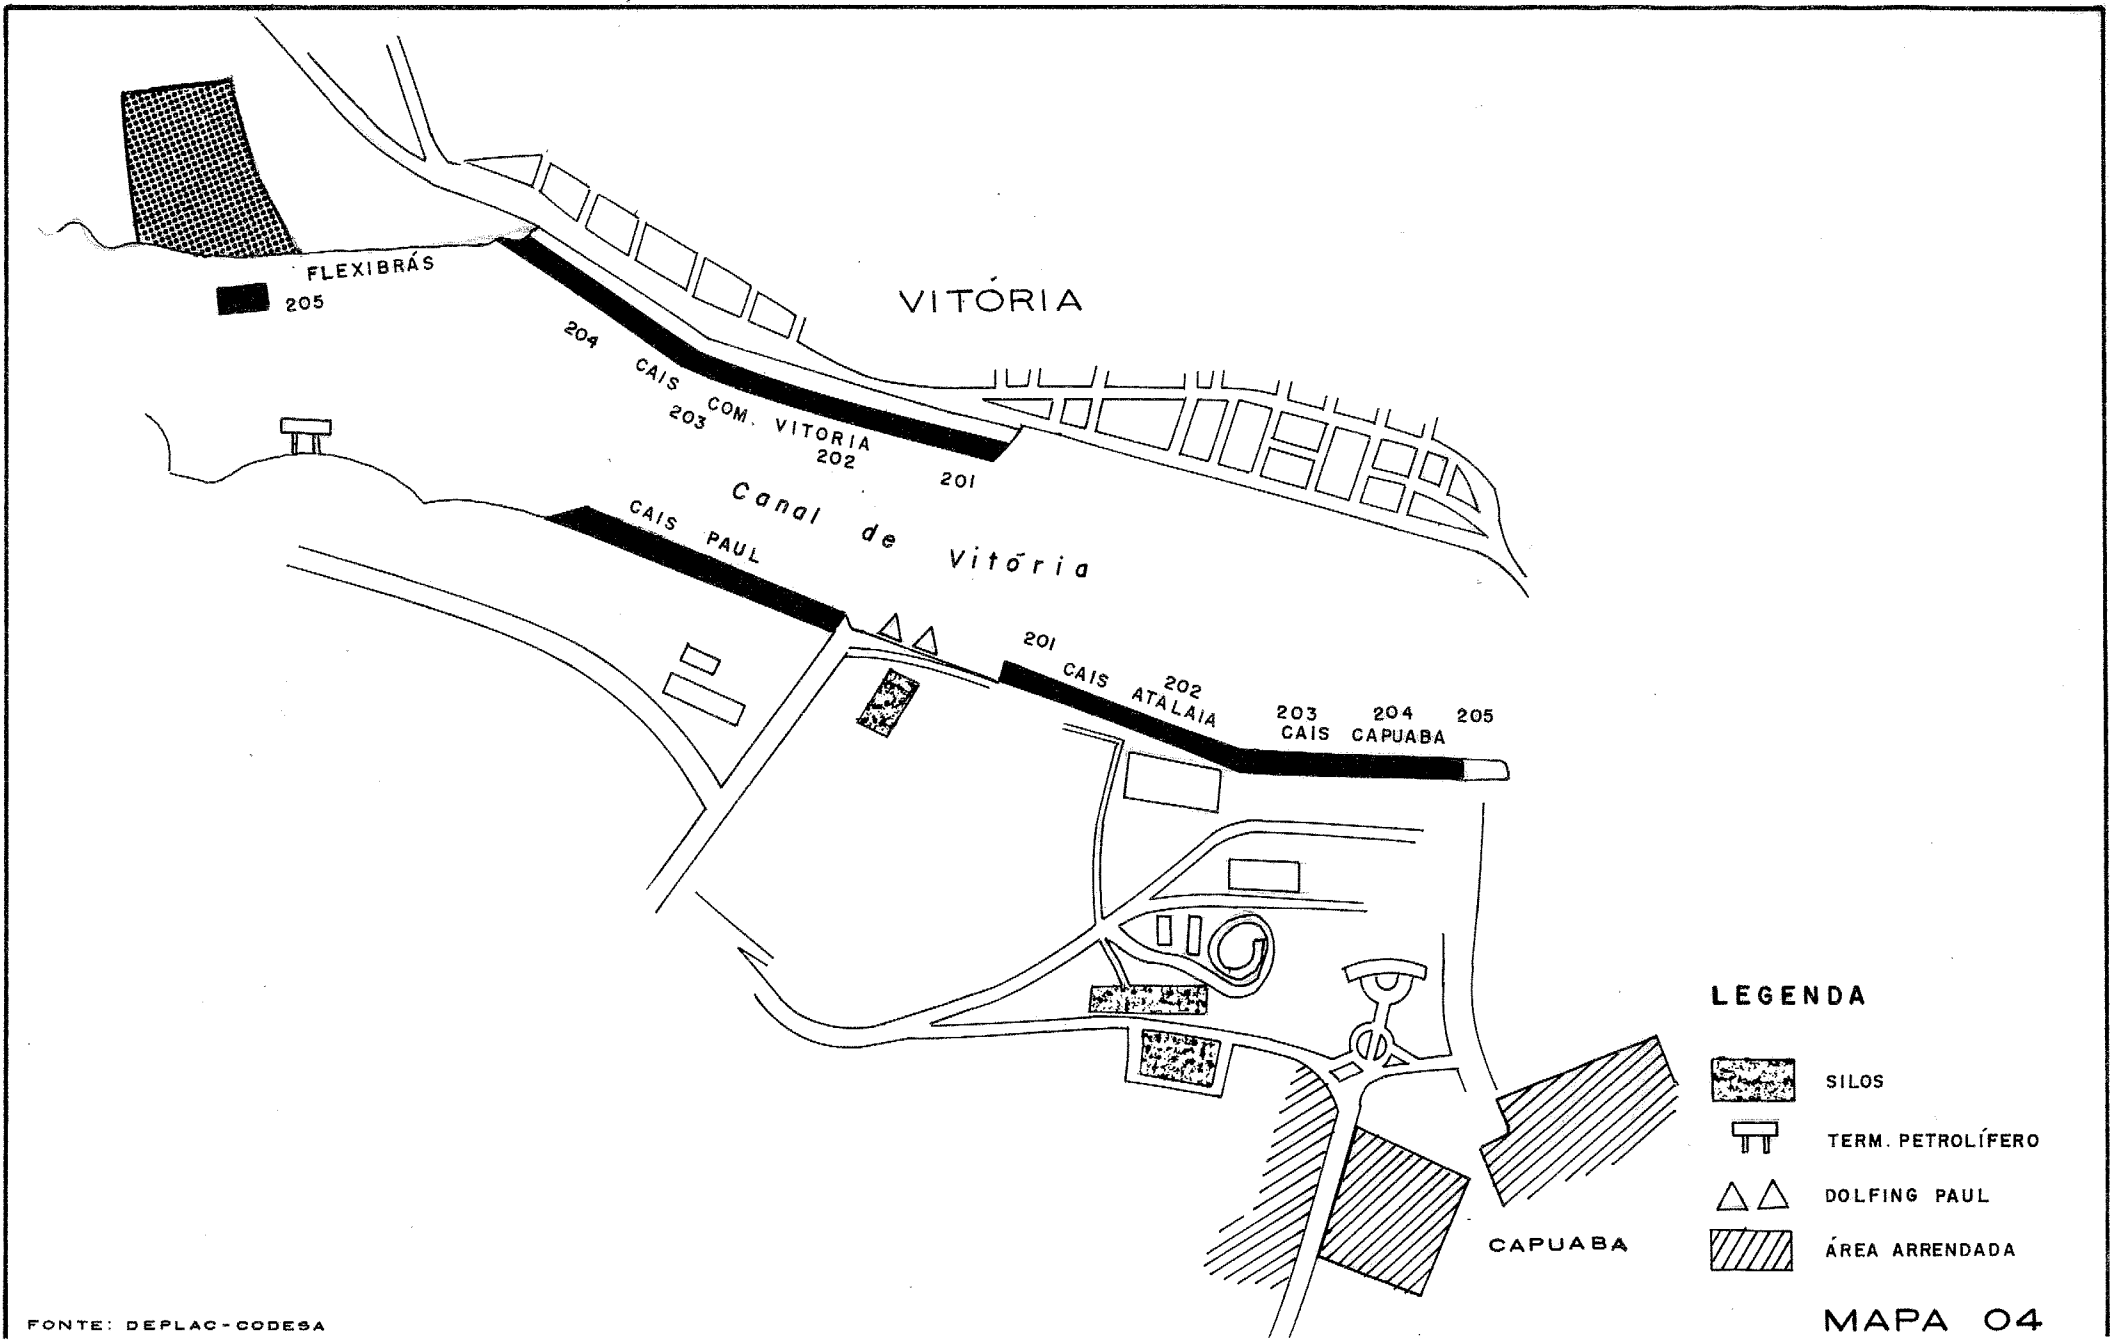 VITÓRIA
FLEXIBRÁS
205
204
CAIS COM. VITORIA
203
202
201
Canal de Vitória
CAIS PAUL
201
CAIS ATALAIA
202
203 204 205
CAIS CAPUABA
LEGENDA
SILOS
TERM. PETROLÍFERO
DOLFING PAUL
ÁREA ARRENDADA
CAPUABA
MAPA 04
FONTE: DEPLAC-CODESA